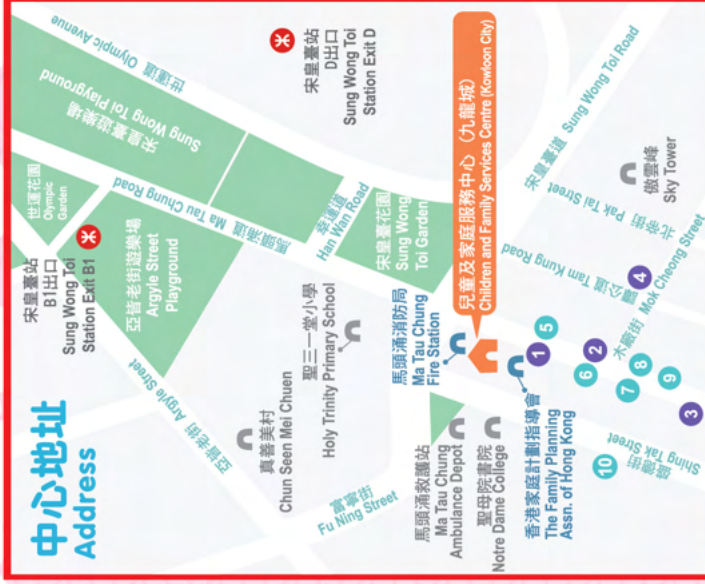 中心地址
Address
宋皇臺站
B1出口
Sung Wong Toi
Station Exit B1
世運花園
Olympic
Garden
宋皇臺遊樂場
Sung Wong Toi Playground
世運道 Olympic Avenue
宋皇臺站
D出口
Sung Wong Toi
Station Exit D
亞皆老街遊樂場
Argyle Street
Playground
亞皆老街 Argyle Street
馬頭涌道 Ma Tau Chung Road
幸運道
Han Wan Road
真善美村
Chun Seen Mei Chuen
聖三一堂小學
Holy Trinity Primary School
富寧街
Fu Ning Street
馬頭涌消防局
Ma Tau Chung
Fire Station
宋皇臺花園
Sung Wong
Toi Garden
兒童及家庭服務中心（九龍城）
Children and Family Services Centre (Kowloon City)
宋皇臺道 Sung Wong Toi Road
馬頭涌救護站
Ma Tau Chung
Ambulance Depot
聖母院書院
Notre Dame College
香港家庭計劃指導會
The Family Planning
Assn. of Hong Kong
譚公道 Tam Kung Road
北帝街 Pak Tai Street
傲雲峰
Sky Tower
木廠街 Mok Cheong Street
盛德街
Shing Tak Street
1
5
2
6
4
7
8
9
3
10